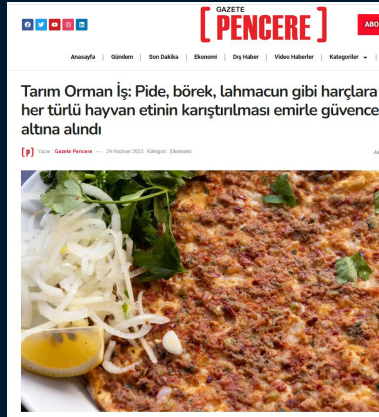 GAZETE
PENCERE
ABO
Anasayfa | Gündem | Son Dakika | Ekonomi | Dış Haber | Video Haberler | Kategoriler
Tarım Orman İş: Pide, börek, lahmacun gibi harçlara
her türlü hayvan etinin karıştırılması emirle güvence
altına alındı
Yazar : Gazete Pencere — 24 Haziran 2023 Kategori : Ekonomi